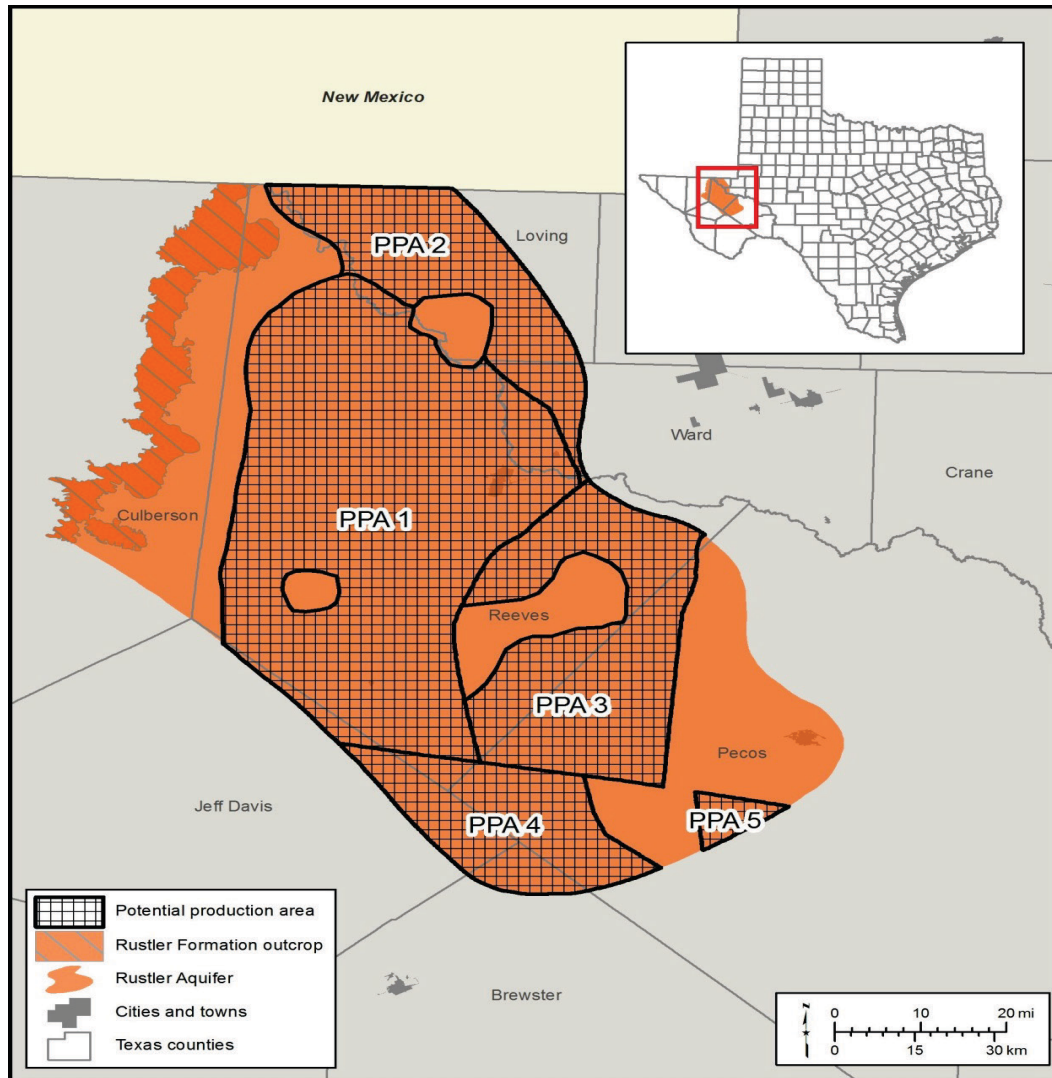 New Mexico
PPA 2
Loving
Ward
Crane
Culberson
PPA 1
Reeves
PPA 3
Pecos
Jeff Davis
PPA 4
PPA 5
Brewster
Potential production area
Rustler Formation outcrop
Rustler Aquifer
Cities and towns
Texas counties
N
0 10 20 mi
0 15 30 km